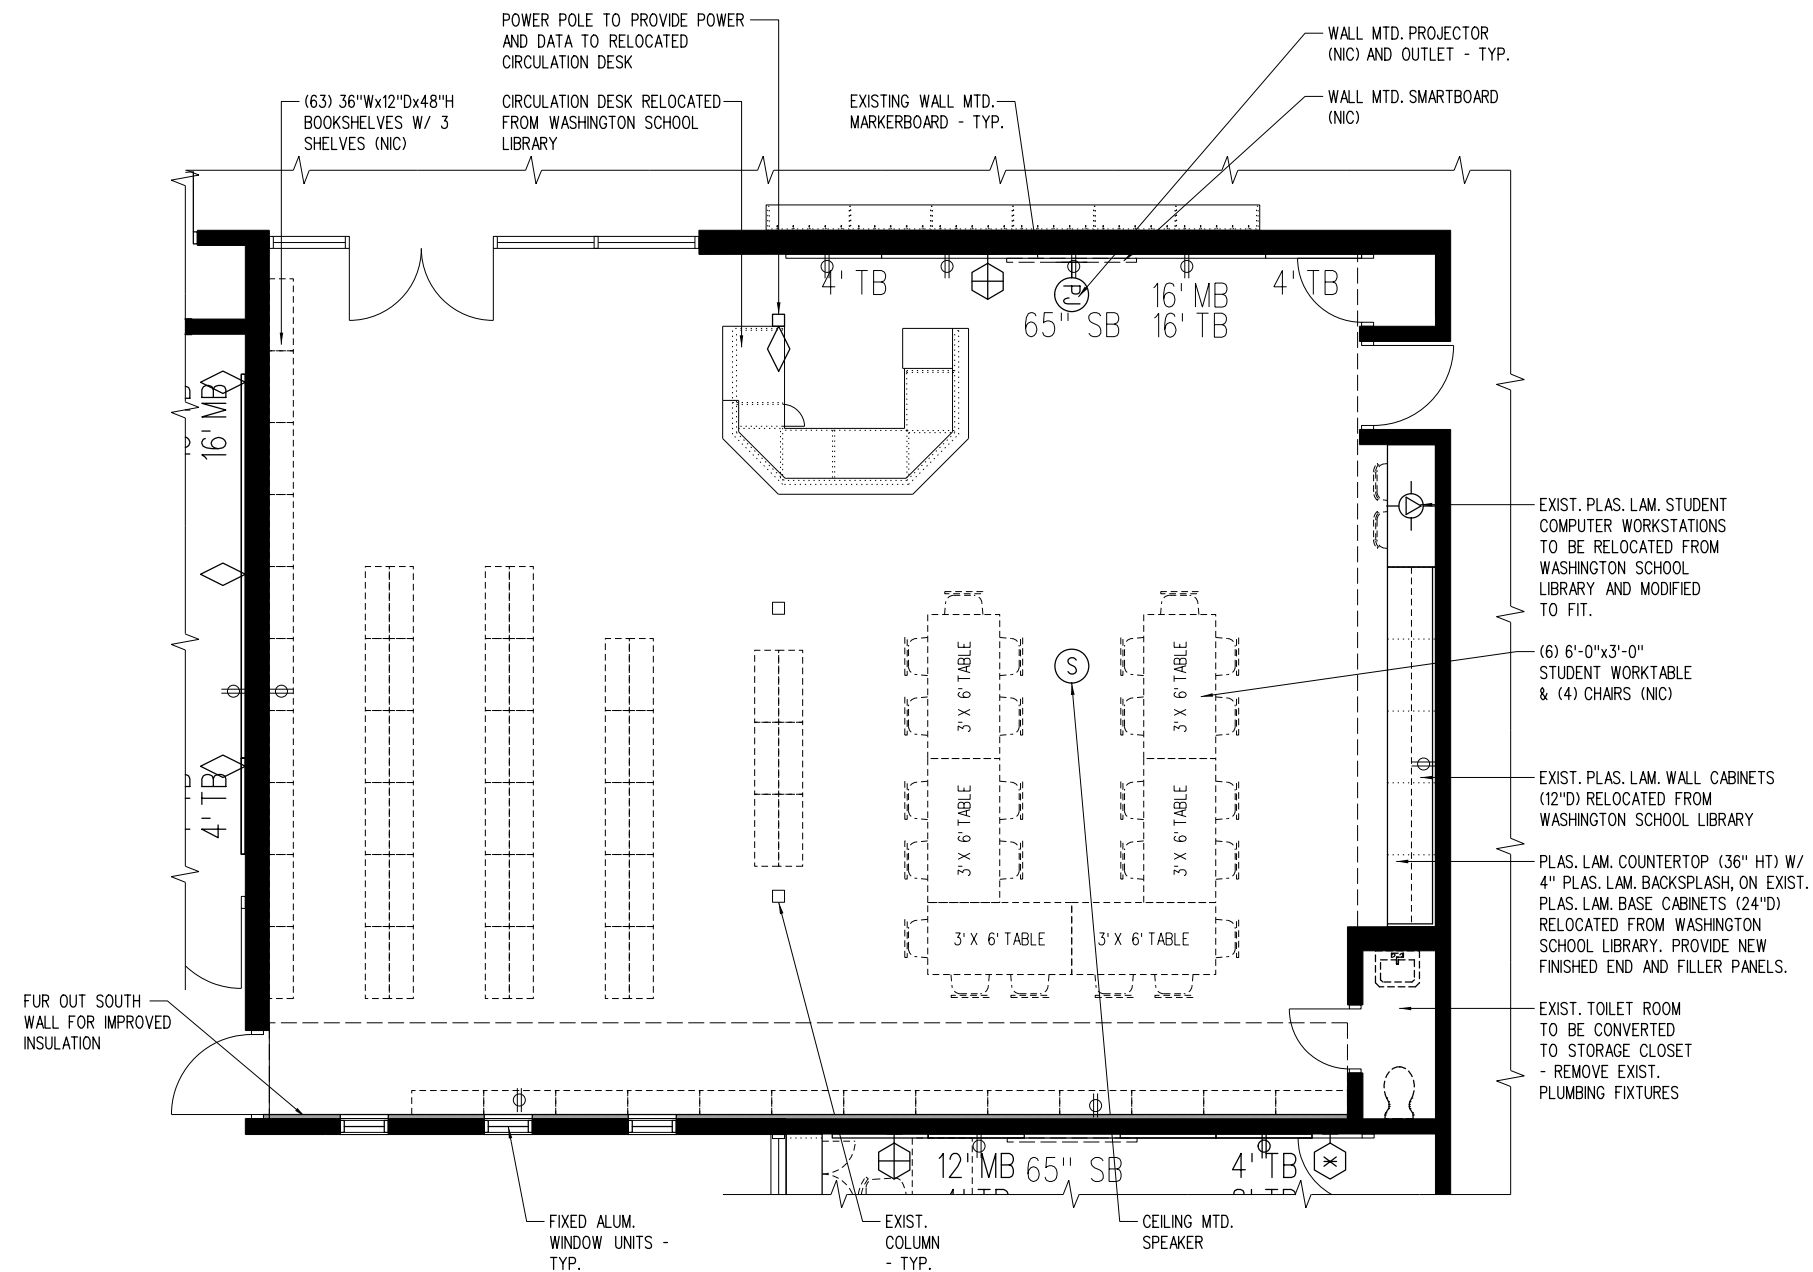 POWER POLE TO PROVIDE POWER
AND DATA TO RELOCATED
CIRCULATION DESK
WALL MTD. PROJECTOR
(NIC) AND OUTLET - TYP.
(63) 36"Wx12"Dx48"H
BOOKSHELVES W/ 3
SHELVES (NIC)
CIRCULATION DESK RELOCATED
FROM WASHINGTON SCHOOL
LIBRARY
EXISTING WALL MTD.
MARKERBOARD - TYP.
WALL MTD. SMARTBOARD
(NIC)
4' TB
PJ
65" SB
16' MB
16' TB
4' TB
16' MB
4' TB
EXIST. PLAS. LAM. STUDENT
COMPUTER WORKSTATIONS
TO BE RELOCATED FROM
WASHINGTON SCHOOL
LIBRARY AND MODIFIED
TO FIT.
S
3' X 6' TABLE
3' X 6' TABLE
3' X 6' TABLE
3' X 6' TABLE
3' X 6' TABLE
3' X 6' TABLE
(6) 6'-0"x3'-0"
STUDENT WORKTABLE
& (4) CHAIRS (NIC)
EXIST. PLAS. LAM. WALL CABINETS
(12"D) RELOCATED FROM
WASHINGTON SCHOOL LIBRARY
PLAS. LAM. COUNTERTOP (36" HT) W/
4" PLAS. LAM. BACKSPLASH, ON EXIST.
PLAS. LAM. BASE CABINETS (24"D)
RELOCATED FROM WASHINGTON
SCHOOL LIBRARY. PROVIDE NEW
FINISHED END AND FILLER PANELS.
EXIST. TOILET ROOM
TO BE CONVERTED
TO STORAGE CLOSET
- REMOVE EXIST.
PLUMBING FIXTURES
FUR OUT SOUTH
WALL FOR IMPROVED
INSULATION
12' MB
65" SB
4' TB
FIXED ALUM.
WINDOW UNITS -
TYP.
EXIST.
COLUMN
- TYP.
CEILING MTD.
SPEAKER